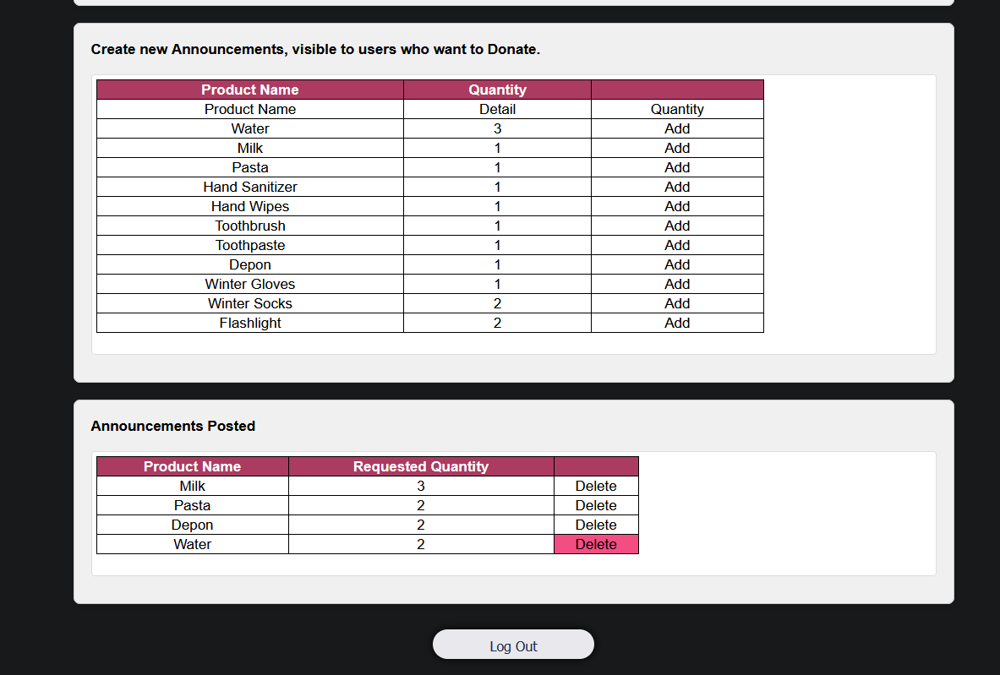 Create new Announcements, visible to users who want to Donate.
Product Name Quantity
Product Name Detail Quantity
Water 3 Add
Milk 1 Add
Pasta 1 Add
Hand Sanitizer 1 Add
Hand Wipes 1 Add
Toothbrush 1 Add
Toothpaste 1 Add
Depon 1 Add
Winter Gloves 1 Add
Winter Socks 2 Add
Flashlight 2 Add
Announcements Posted
Product Name Requested Quantity
Milk 3 Delete
Pasta 2 Delete
Depon 2 Delete
Water 2 Delete
Log Out